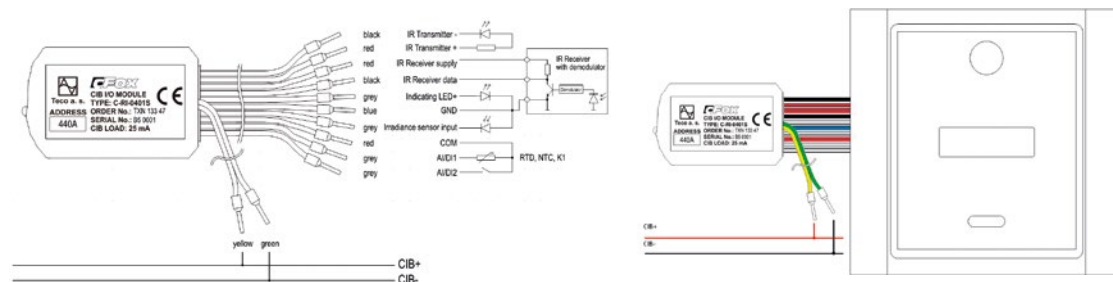 black IR Transmitter -
red IR Transmitter +
red IR Receiver supply
black IR Receiver data
grey Indicating LED+
blue GND
grey Irradiance sensor input
red COM
grey AI/DI1
grey AI/DI2
RTD, NTC, K1
IR Receiver
with demodulator
Demodulator
CFox
CIB I/O MODULE
Teco a. s. TYPE: C-RI-0401S
ADDRESS ORDER No.: TXN 133 47
440A SERIAL No.: BS 0001
CIB LOAD: 25 mA
CE
yellow green
CIB+
CIB-
CFox
CIB I/O MODULE
Teco a. s. TYPE: C-RI-0401S
ADDRESS ORDER No.: TXN 133 47
440A SERIAL No.: BS 0001
CIB LOAD: 25 mA
CE
CIB+
CIB-